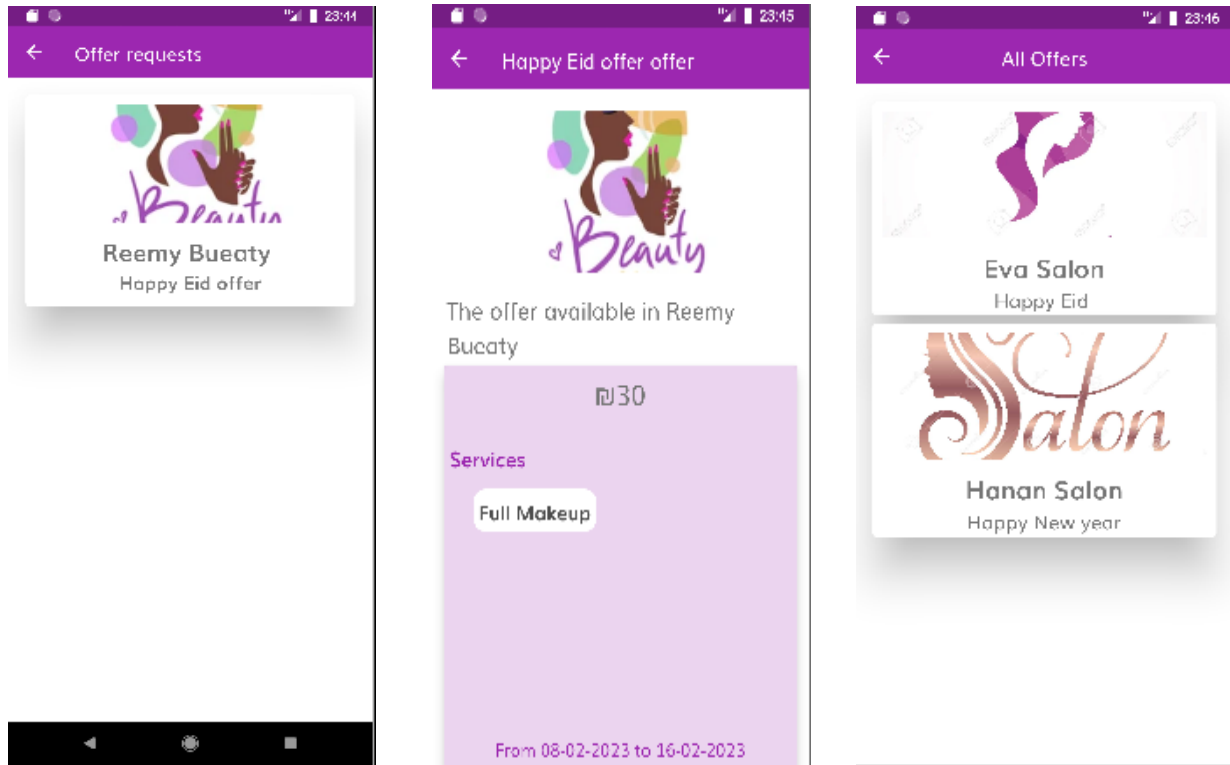 23:44
Offer requests
Beauty
Reemy Bueaty
Happy Eid offer
23:45
Happy Eid offer offer
Beauty
The offer available in Reemy
Bueaty
₪30
Services
Full Makeup
From 08-02-2023 to 16-02-2023
23:46
All Offers
Eva Salon
Happy Eid
Salon
Hanan Salon
Happy New year